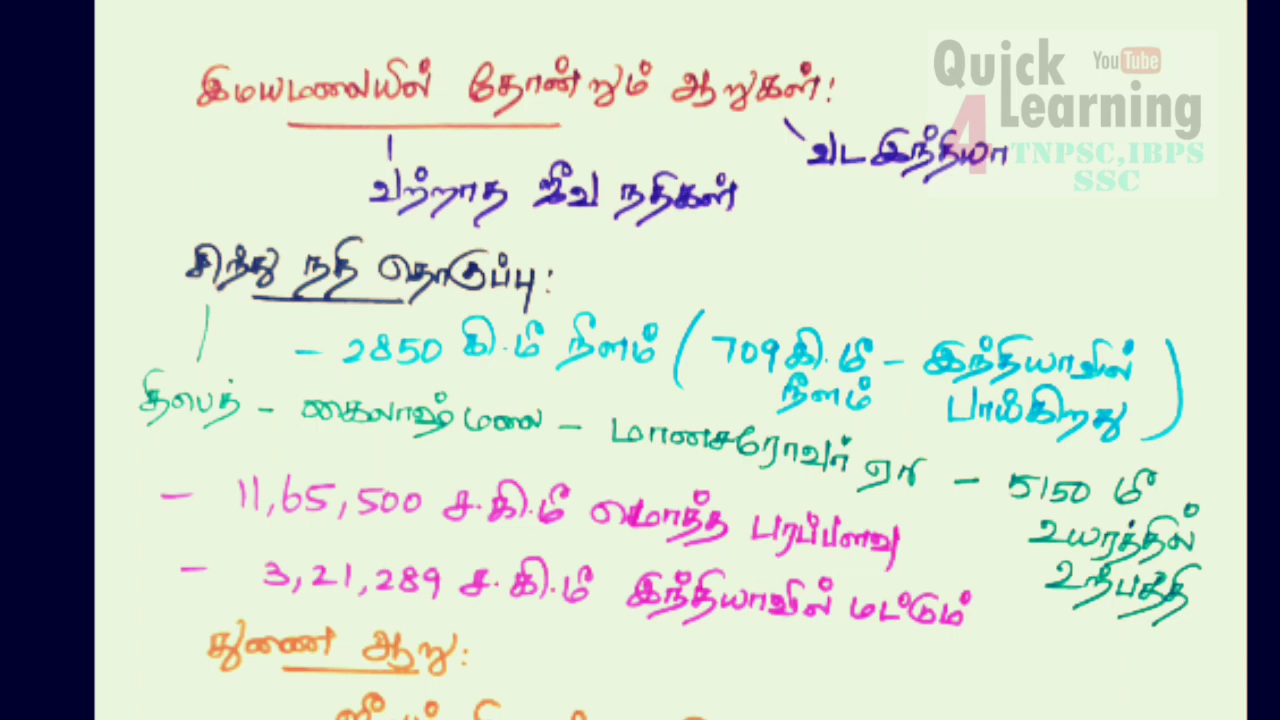 Quick
YouTube
4 Learning
TNPSC,IBPS
SSC
இமயமலையில் தோன்றும் ஆறுகள்:
வட இந்தியா
வற்றாத ஜீவ நதிகள்
சிந்து நதி தொகுப்பு:
- 2850 கி.மீ நீளம் ( 709 கி.மீ - இந்தியாவில்
நீளம் பாய்கிறது )
திபெத் - கைலாஷ் மலை - மானசரோவர் ஏரி - 5150 மீ
உயரத்தில்
உற்பத்தி
- 11,65,500 ச.கி.மீ மொத்த பரப்பளவு
- 3,21,289 ச.கி.மீ இந்தியாவில் மட்டும்
துணை ஆறு: